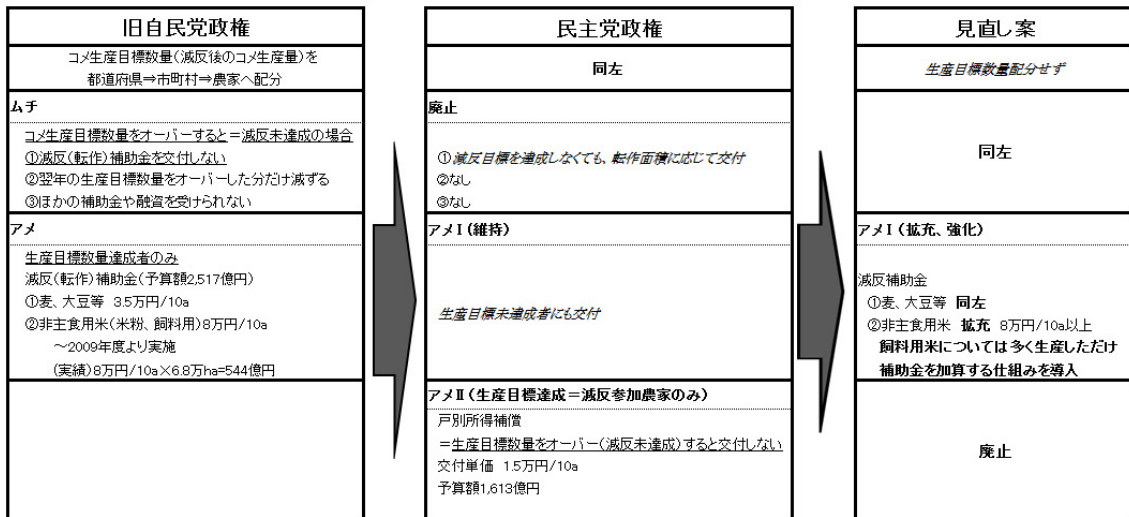 旧自民党政権
コメ生産目標数量(減反後のコメ生産量)を
都道府県⇒市町村⇒農家へ配分
ムチ
コメ生産目標数量をオーバーすると=減反未達成の場合
①減反(転作)補助金を交付しない
②翌年の生産目標数量をオーバーした分だけ減ずる
③ほかの補助金や融資を受けられない
アメ
生産目標数量達成者のみ
減反(転作)補助金(予算額2,517億円)
①麦、大豆等 3.5万円/10a
②非主食用米(米粉、飼料用)8万円/10a
～2009年度より実施
(実績)8万円/10a×6.8万ha=544億円
民主党政権
同左
廃止
①減反目標を達成しなくても、転作面積に応じて交付
②なし
③なし
アメⅠ(維持)
生産目標未達成者にも交付
アメⅡ(生産目標達成=減反参加農家のみ)
戸別所得補償
=生産目標数量をオーバー(減反未達成)すると交付しない
交付単価 1.5万円/10a
予算額1,613億円
見直し案
生産目標数量配分せず
同左
アメⅠ(拡充、強化)
減反補助金
①麦、大豆等 同左
②非主食用米 拡充 8万円/10a以上
飼料用米については多く生産しただけ
補助金を加算する仕組みを導入
廃止